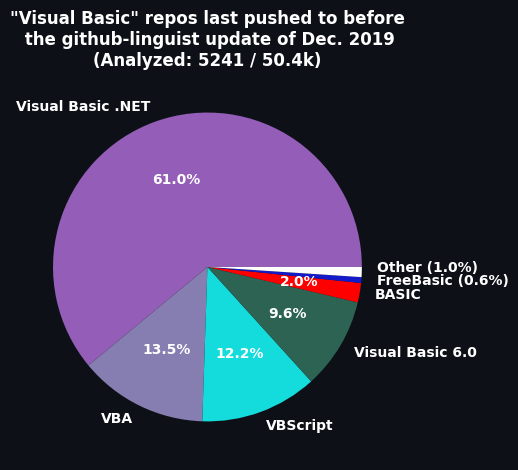 "Visual Basic" repos last pushed to before
the github-linguist update of Dec. 2019
(Analyzed: 5241 / 50.4k)
Visual Basic .NET
61.0%
Other (1.0%)
FreeBasic (0.6%)
2.0%
BASIC
9.6%
Visual Basic 6.0
13.5%
12.2%
VBA
VBScript